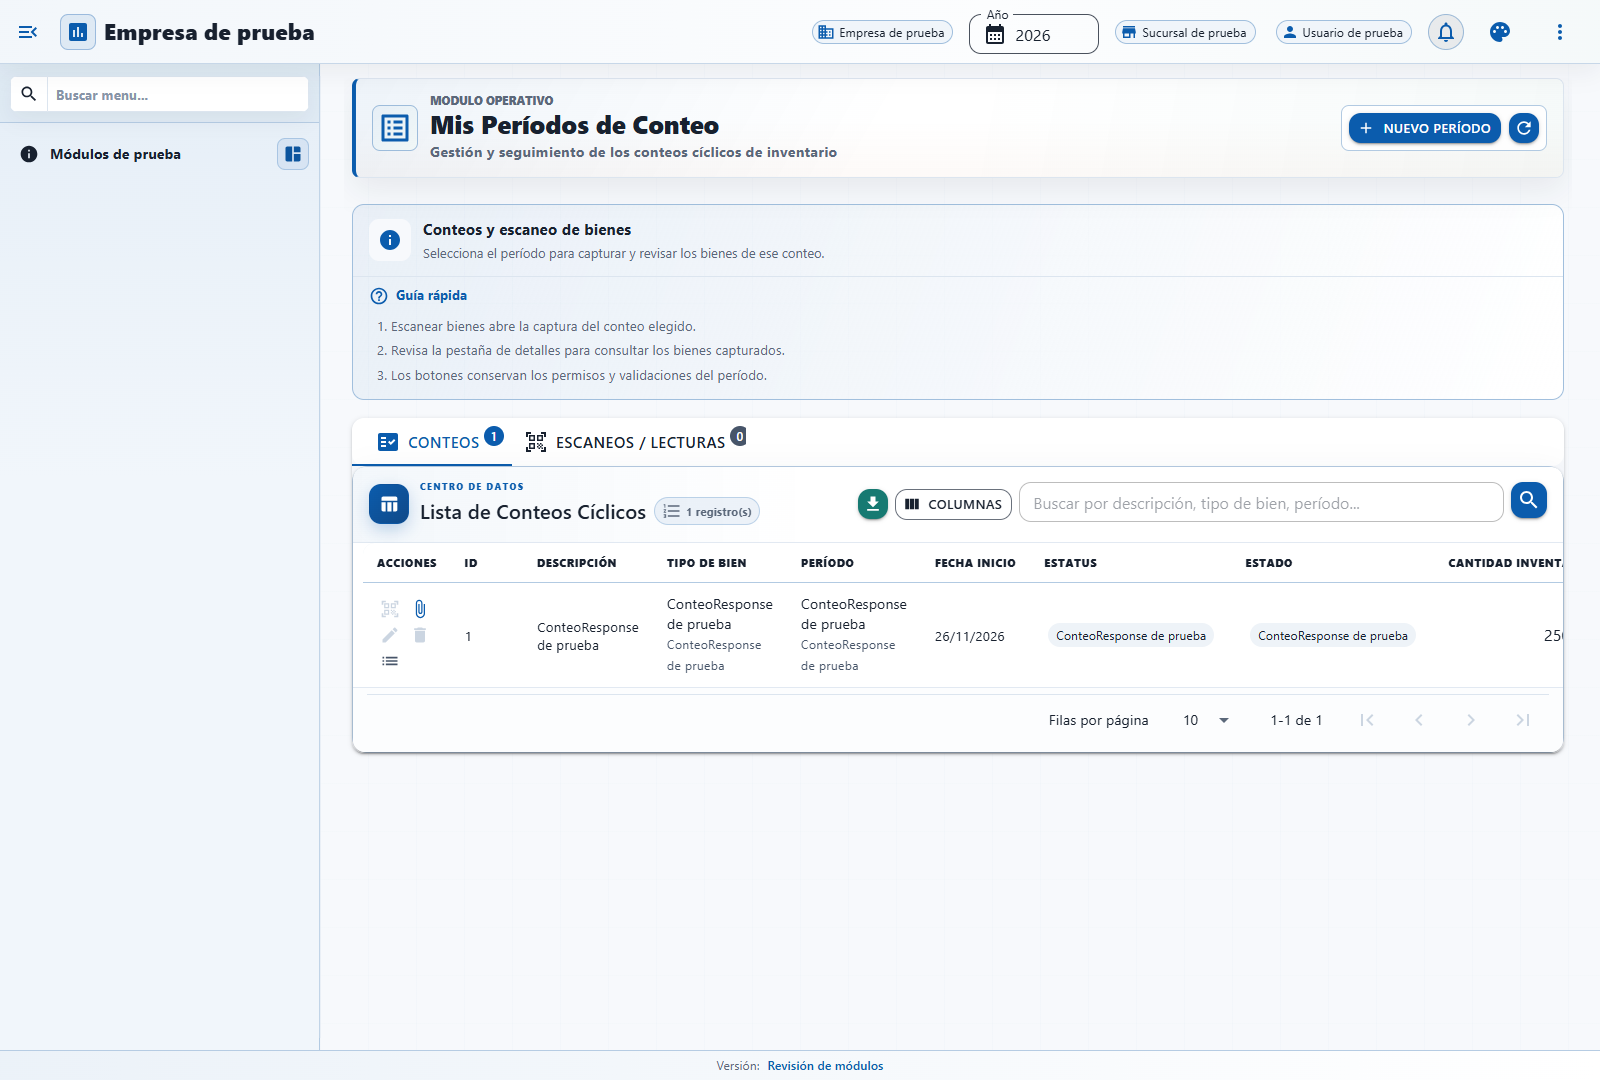 Empresa de prueba
Empresa de prueba
Año
2026
Sucursal de prueba
Usuario de prueba
Buscar menu...
Módulos de prueba
MODULO OPERATIVO
Mis Períodos de Conteo
Gestión y seguimiento de los conteos cíclicos de inventario
NUEVO PERÍODO
Conteos y escaneo de bienes
Selecciona el período para capturar y revisar los bienes de ese conteo.
Guía rápida
1. Escanear bienes abre la captura del conteo elegido.
2. Revisa la pestaña de detalles para consultar los bienes capturados.
3. Los botones conservan los permisos y validaciones del período.
CONTEOS 1
ESCANEOS / LECTURAS 0
CENTRO DE DATOS
Lista de Conteos Cíclicos
1 registro(s)
COLUMNAS
Buscar por descripción, tipo de bien, período...
ACCIONES ID DESCRIPCIÓN TIPO DE BIEN PERÍODO FECHA INICIO ESTATUS ESTADO CANTIDAD
1
ConteoResponse
de prueba
ConteoResponse
de prueba
ConteoResponse
de prueba
ConteoResponse
de prueba
ConteoResponse
de prueba
26/11/2026
ConteoResponse de prueba
ConteoResponse de prueba
Filas por página 10 1-1 de 1
Versión: Revisión de módulos